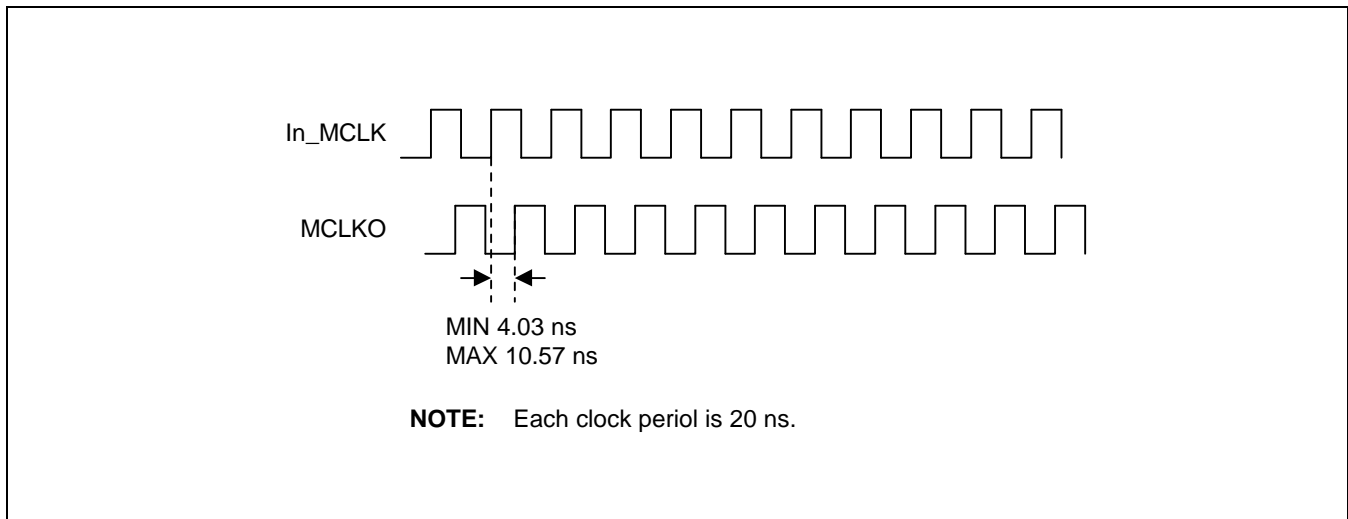 In_MCLK
MCLKO
MIN 4.03 ns
MAX 10.57 ns
NOTE: Each clock periol is 20 ns.